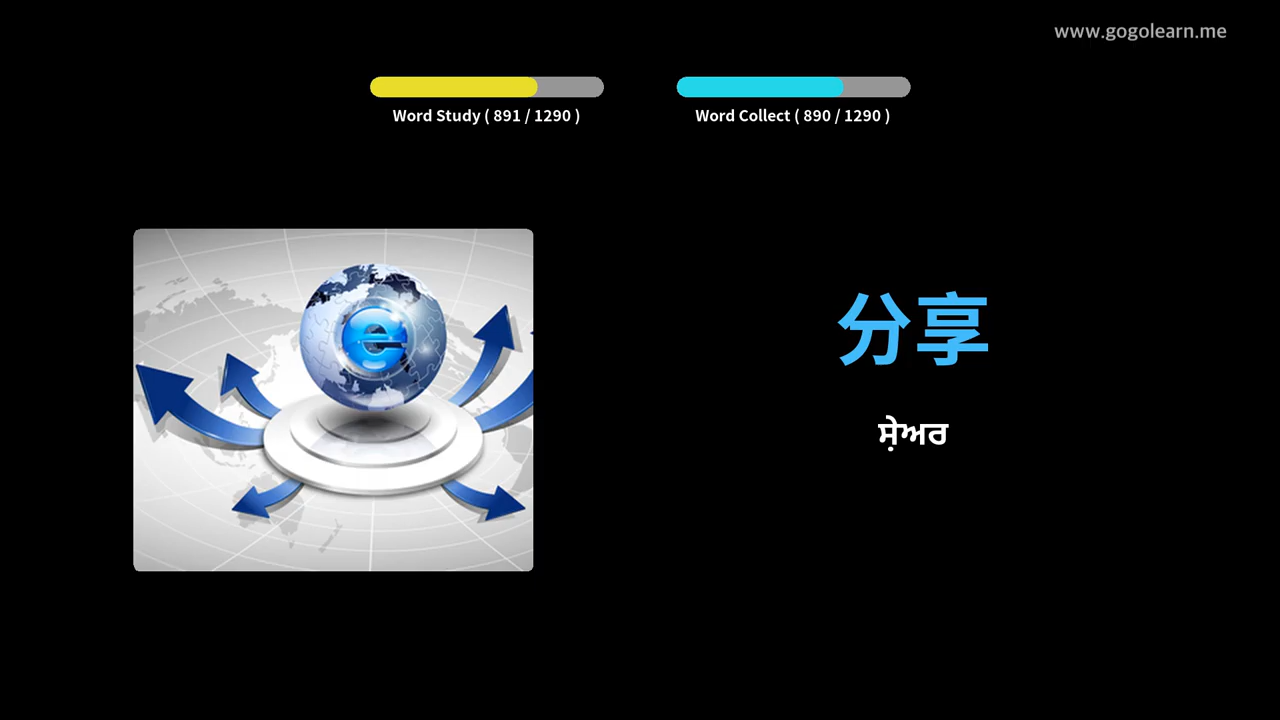 www.gogolearn.me
Word Study ( 891 / 1290 )
Word Collect ( 890 / 1290 )
e
分享
ਸ਼ੇਅਰ